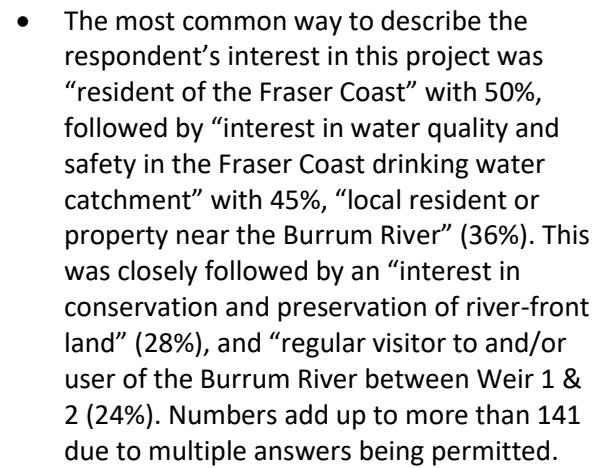 • The most common way to describe the
respondent’s interest in this project was
“resident of the Fraser Coast” with 50%,
followed by “interest in water quality and
safety in the Fraser Coast drinking water
catchment” with 45%, “local resident or
property near the Burrum River” (36%). This
was closely followed by an “interest in
conservation and preservation of river-front
land” (28%), and “regular visitor to and/or
user of the Burrum River between Weir 1 &
2 (24%). Numbers add up to more than 141
due to multiple answers being permitted.